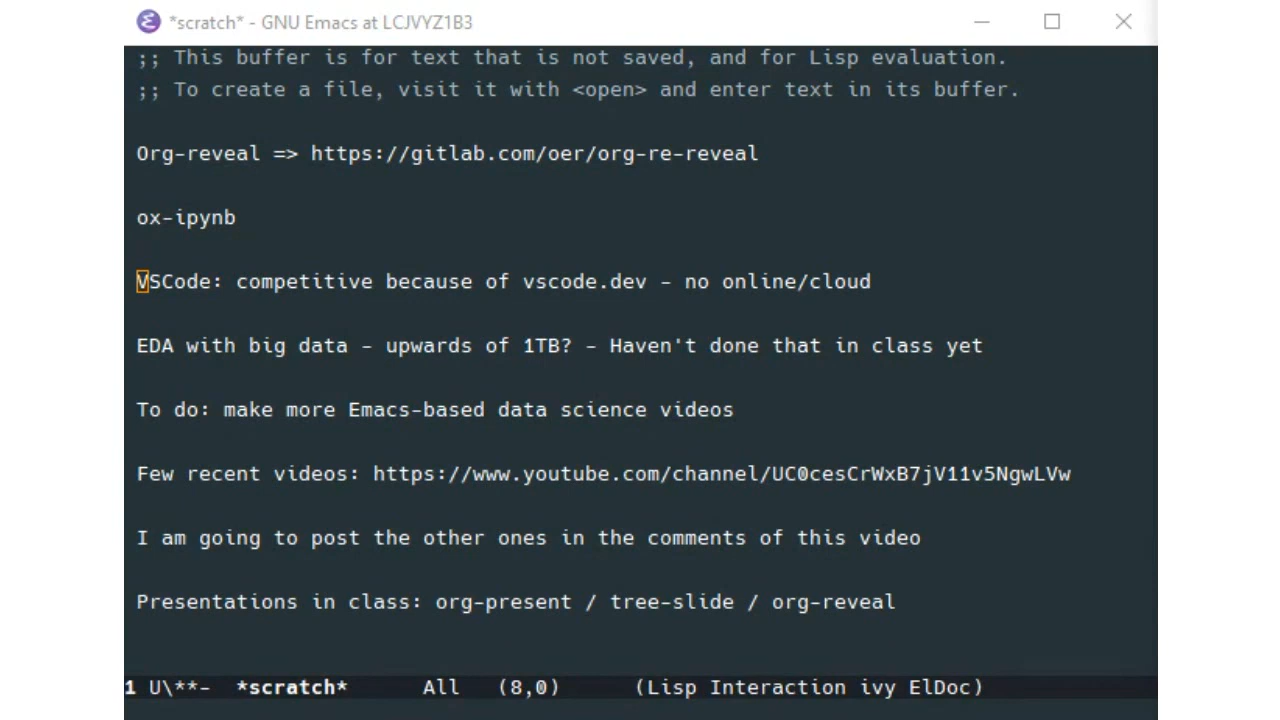 *scratch* - GNU Emacs at LCJVYZ1B3
;; This buffer is for text that is not saved, and for Lisp evaluation.
;; To create a file, visit it with <open> and enter text in its buffer.
Org-reveal => https://gitlab.com/oer/org-re-reveal
ox-ipynb
VSCode: competitive because of vscode.dev - no online/cloud
EDA with big data - upwards of 1TB? - Haven't done that in class yet
To do: make more Emacs-based data science videos
Few recent videos: https://www.youtube.com/channel/UC0cesCrWxB7jV11v5NgwLVw
I am going to post the other ones in the comments of this video
Presentations in class: org-present / tree-slide / org-reveal
1 U\**- *scratch* All (8,0) (Lisp Interaction ivy ElDoc)